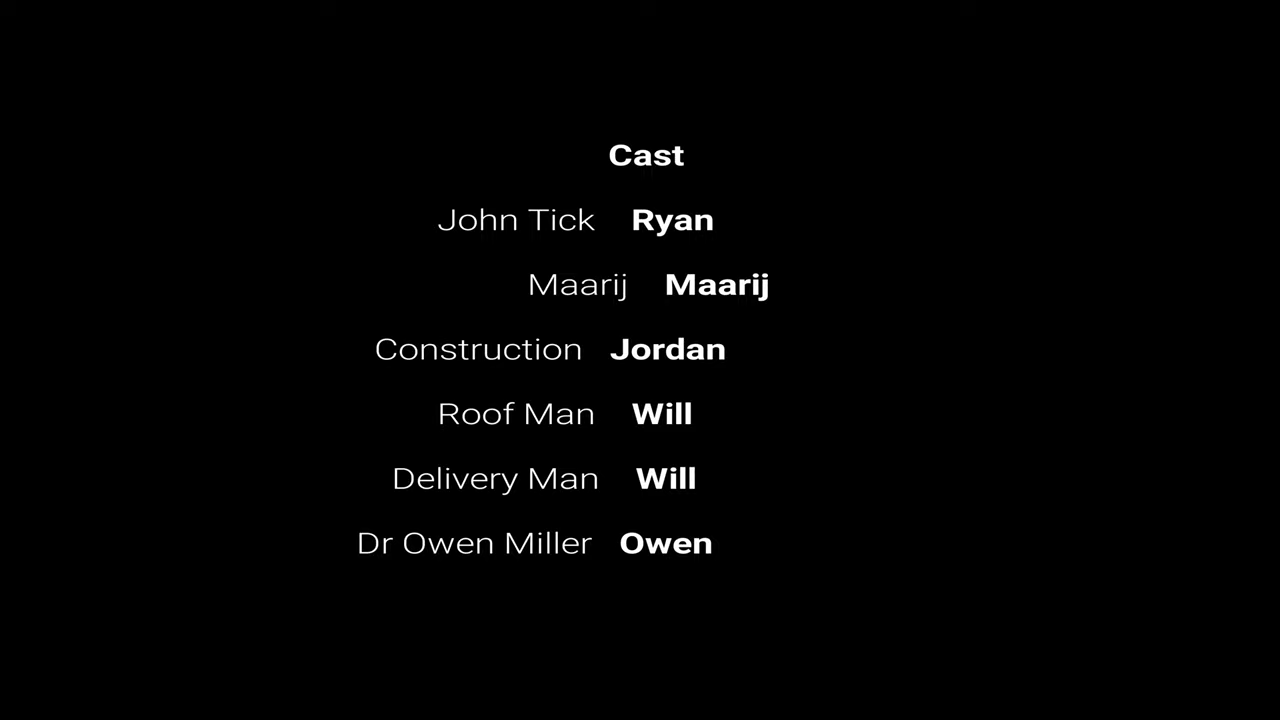 Cast
John Tick Ryan
Maarij Maarij
Construction Jordan
Roof Man Will
Delivery Man Will
Dr Owen Miller Owen